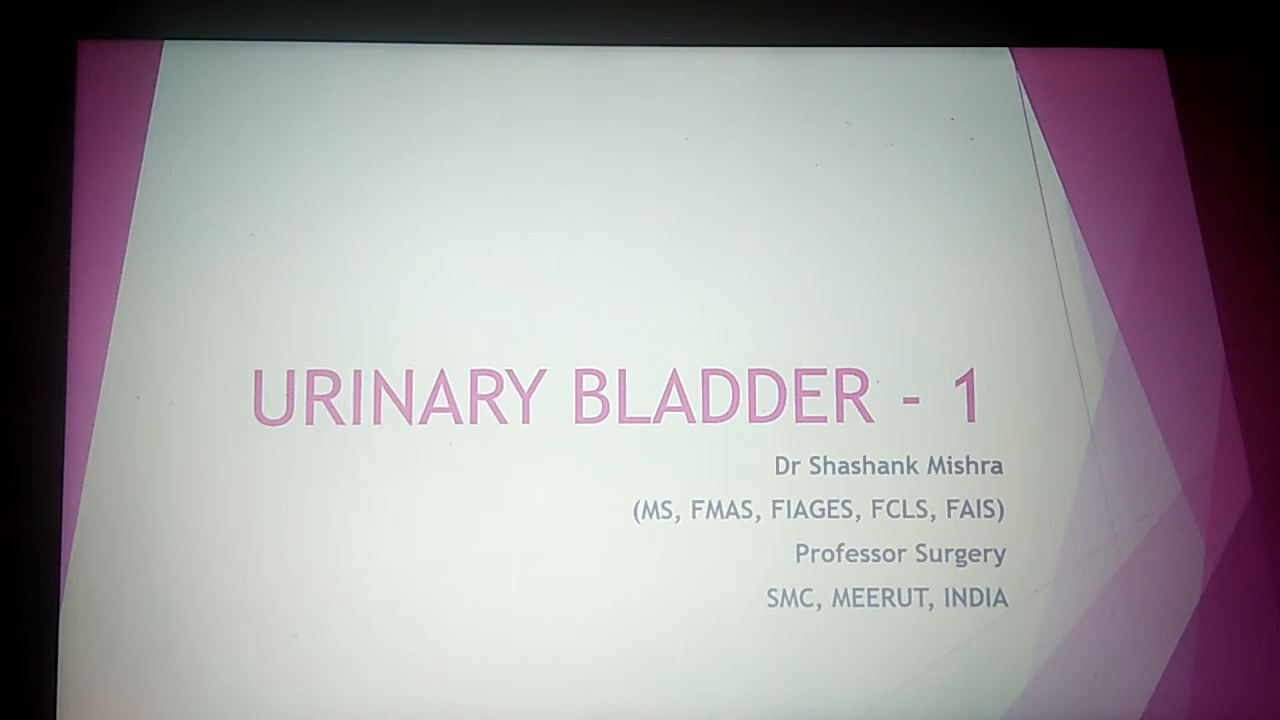 URINARY BLADDER - 1
Dr Shashank Mishra
(MS, FMAS, FIAGES, FCLS, FAIS)
Professor Surgery
SMC, MEERUT, INDIA